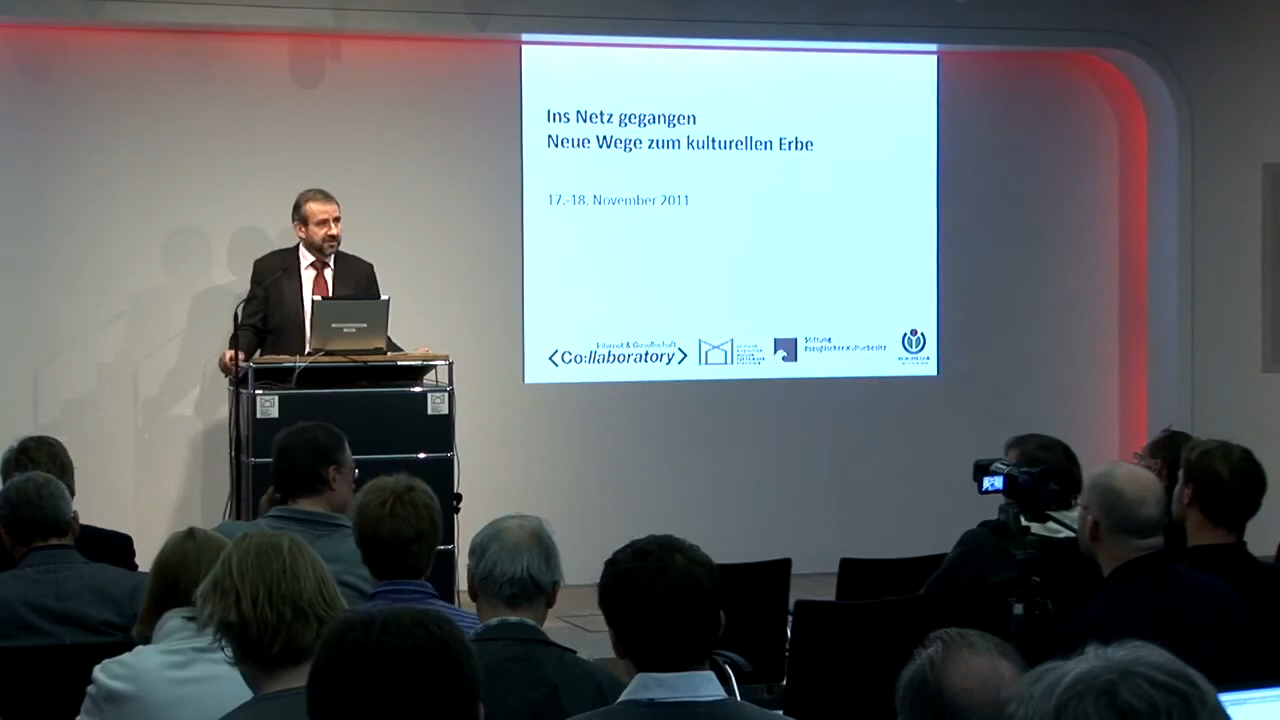 Ins Netz gegangen
Neue Wege zum kulturellen Erbe
17.-18. November 2011
Internet & Gesellschaft
<Co:llaboratory>
Stiftung
Preußischer Kulturbesitz
WIKIMEDIA